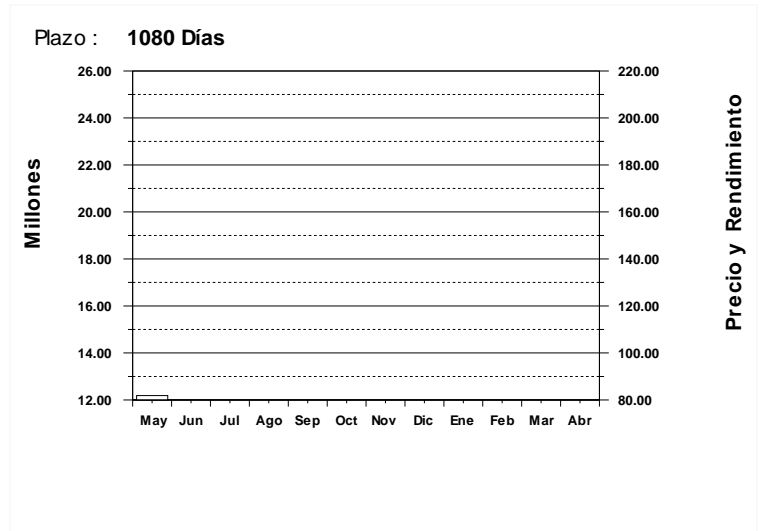 Plazo : 1080 Días
26.00 220.00
24.00 200.00
22.00 180.00
20.00 160.00
18.00 140.00
16.00 120.00
14.00 100.00
12.00 80.00
Millones
Precio y Rendimiento
May Jun Jul Ago Sep Oct Nov Dic Ene Feb Mar Abr